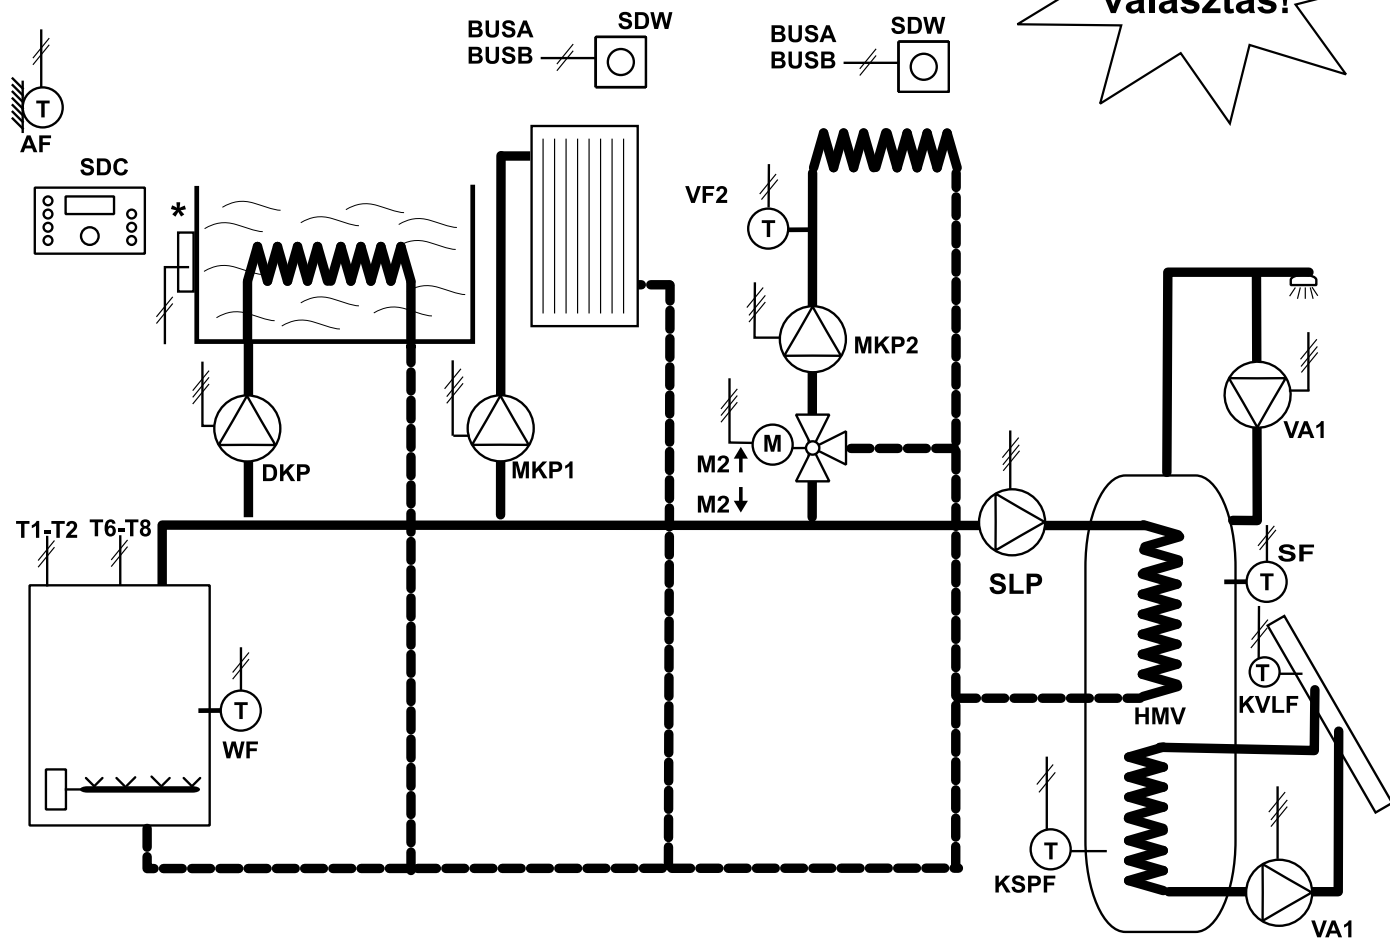 választás!
BUSA
BUSB
SDW
BUSA
BUSB
SDW
T
AF
SDC
*
VF2
T
MKP2
DKP
MKP1
M
M2
M2
VA1
T1-T2
T6-T8
SLP
SF
T
T
KVLF
HMV
T
WF
T
KSPF
VA1